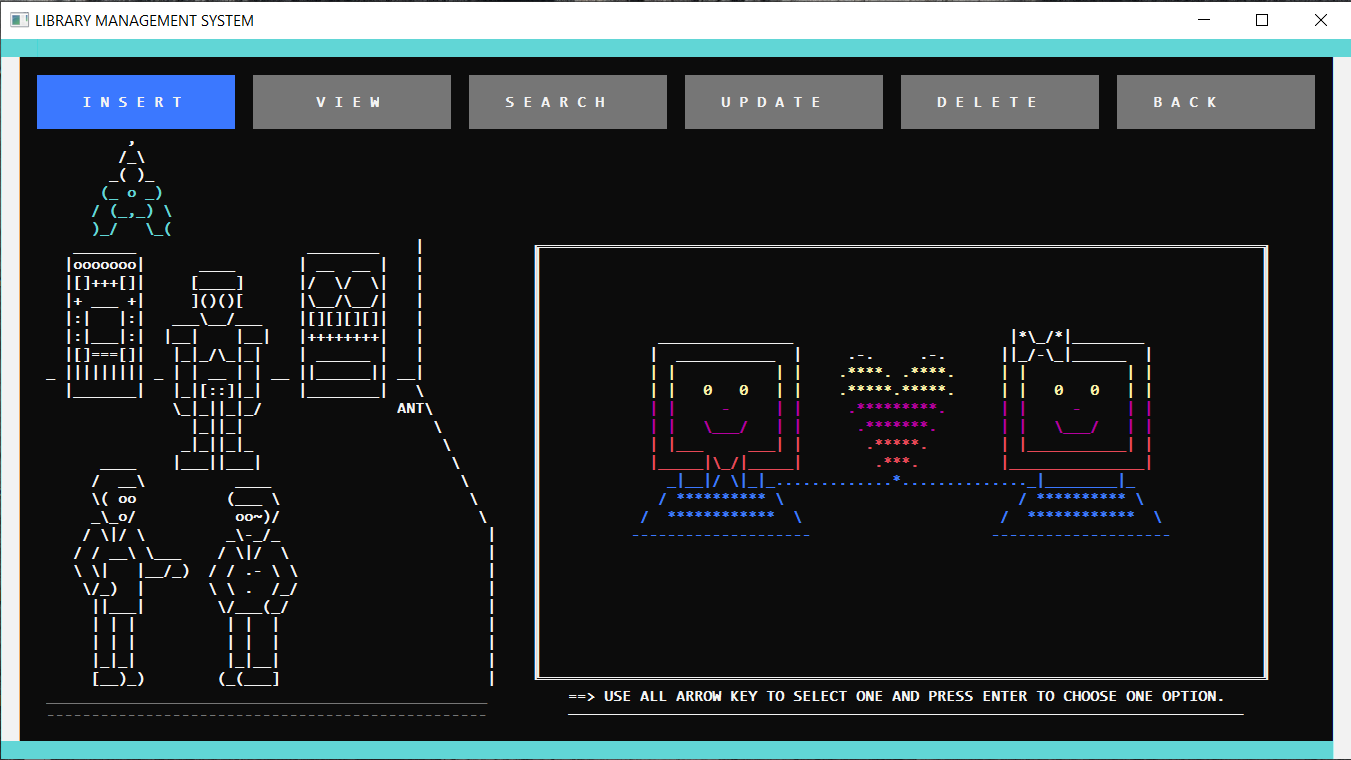 LIBRARY MANAGEMENT SYSTEM
I N S E R T
V I E W
S E A R C H
U P D A T E
D E L E T E
B A C K
ANT
==> USE ALL ARROW KEY TO SELECT ONE AND PRESS ENTER TO CHOOSE ONE OPTION.